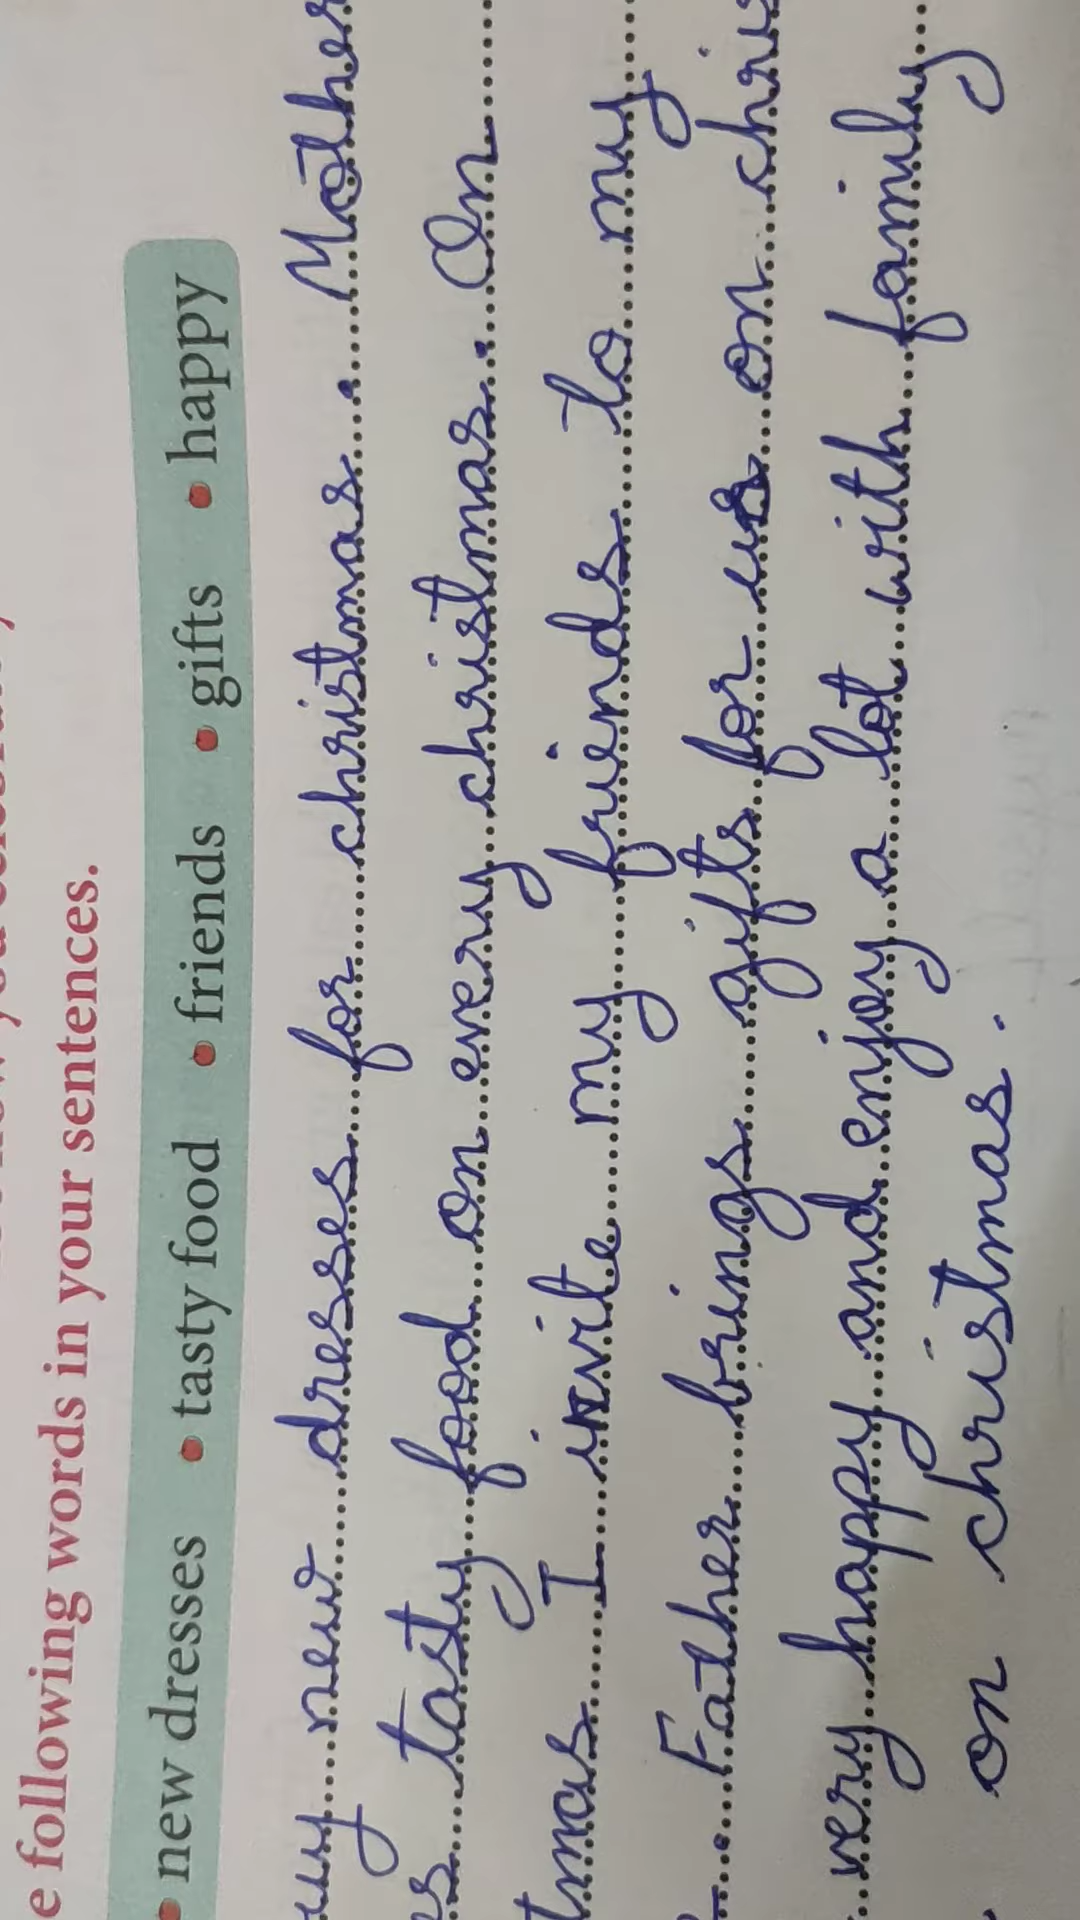 e following words in your sentences.
• new dresses • tasty food • friends • gifts • happy
new dresses for christmas. Mother
tasty food on every christmas. On
tmas I invite my friends to my
. Father brings gifts for us on chris
very happy and enjoy a lot with family
on christmas.